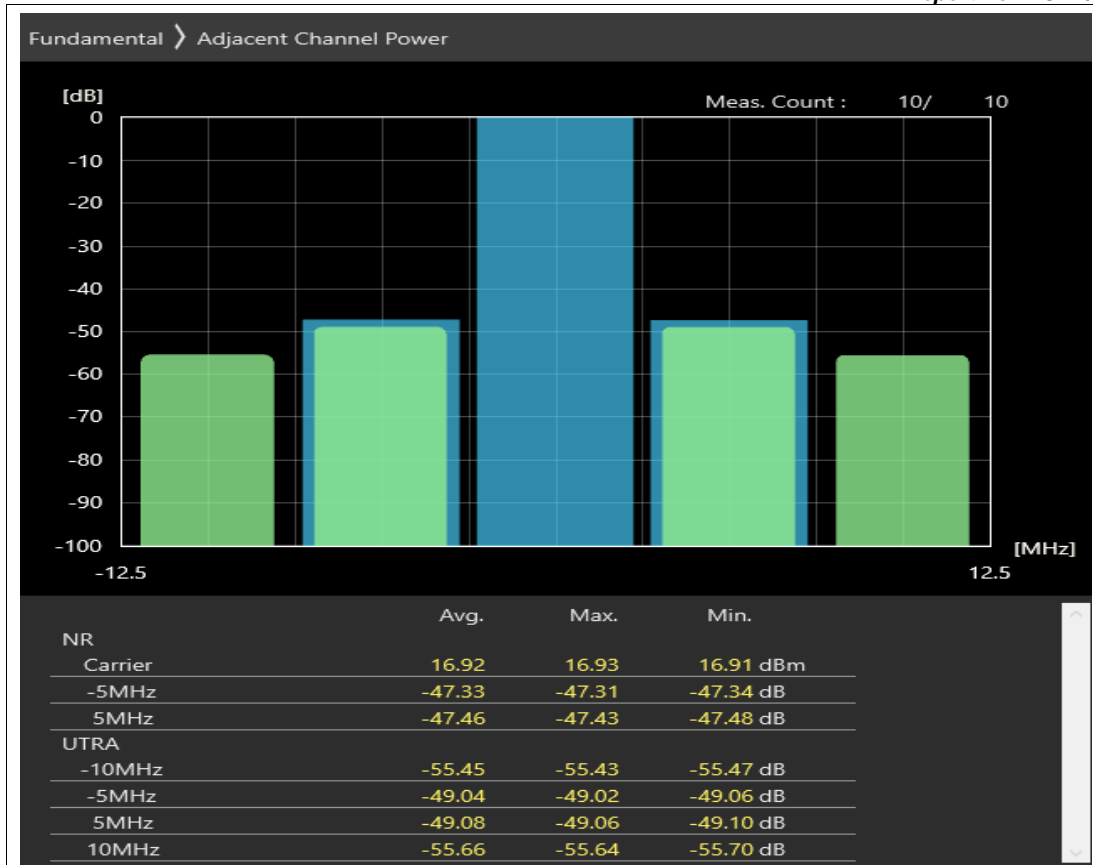 Fundamental ❯ Adjacent Channel Power
[dB]
Meas. Count : 10/ 10
0
-10
-20
-30
-40
-50
-60
-70
-80
-90
-100
[MHz]
-12.5 12.5
Avg. Max. Min.
NR
Carrier 16.92 16.93 16.91 dBm
-5MHz -47.33 -47.31 -47.34 dB
5MHz -47.46 -47.43 -47.48 dB
UTRA
-10MHz -55.45 -55.43 -55.47 dB
-5MHz -49.04 -49.02 -49.06 dB
5MHz -49.08 -49.06 -49.10 dB
10MHz -55.66 -55.64 -55.70 dB